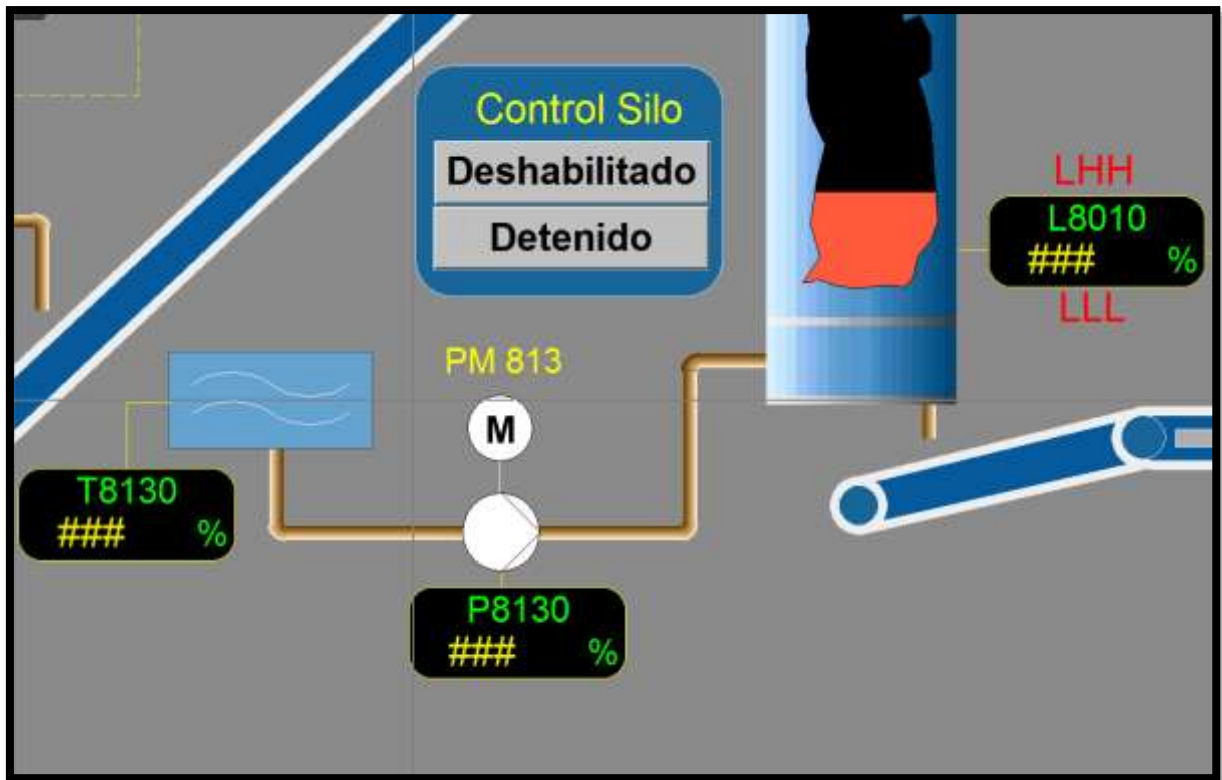 Control Silo
Deshabilitado
Detenido
LHH
L8010
### %
LLL
PM 813
M
T8130
### %
P8130
### %